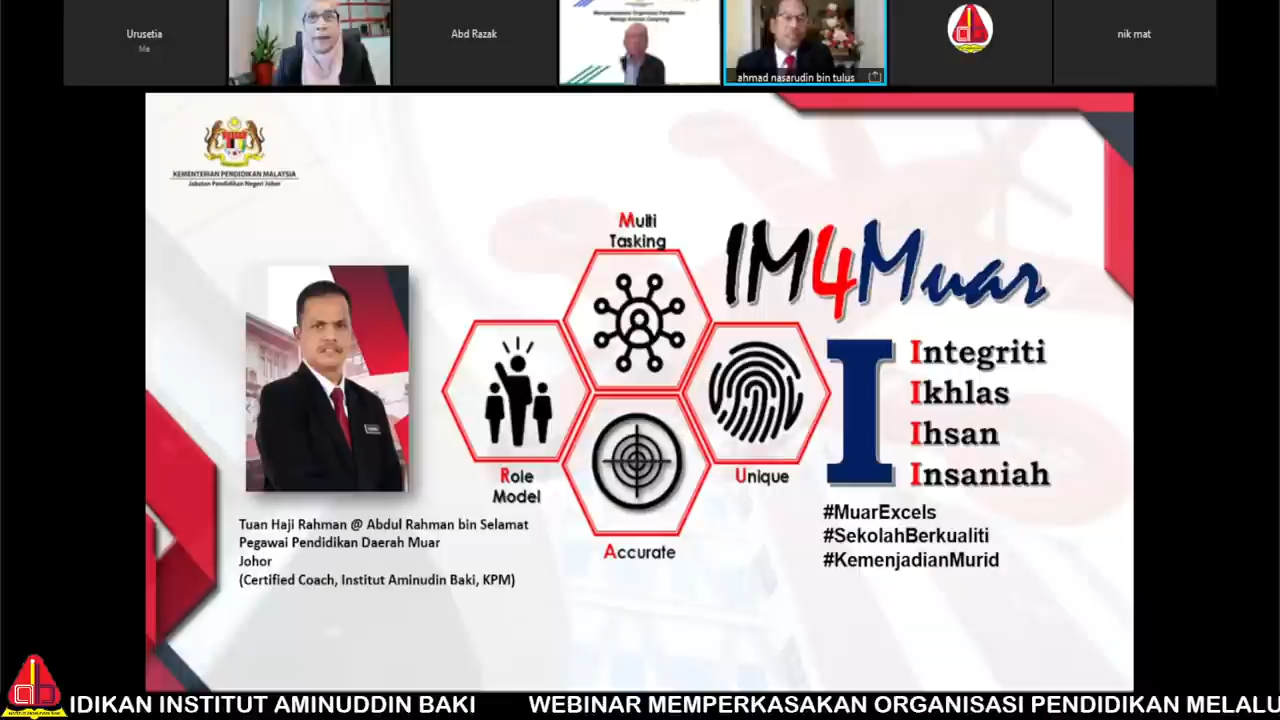 Urusetia
Me
Abd Razak
ahmad nasarudin bin tulus
nik mat
KEMENTERIAN PENDIDIKAN MALAYSIA
Jabatan Pendidikan Negeri Johor
Multi
Tasking
IM4Muar
I
Integriti
Ikhlas
Ihsan
Insaniah
Role
Model
Unique
Accurate
#MuarExcels
#SekolahBerkualiti
#KemenjadianMurid
Tuan Haji Rahman @ Abdul Rahman bin Selamat
Pegawai Pendidikan Daerah Muar
Johor
(Certified Coach, Institut Aminudin Baki, KPM)
IDIKAN INSTITUT AMINUDDIN BAKI WEBINAR MEMPERKASAKAN ORGANISASI PENDIDIKAN MELALU